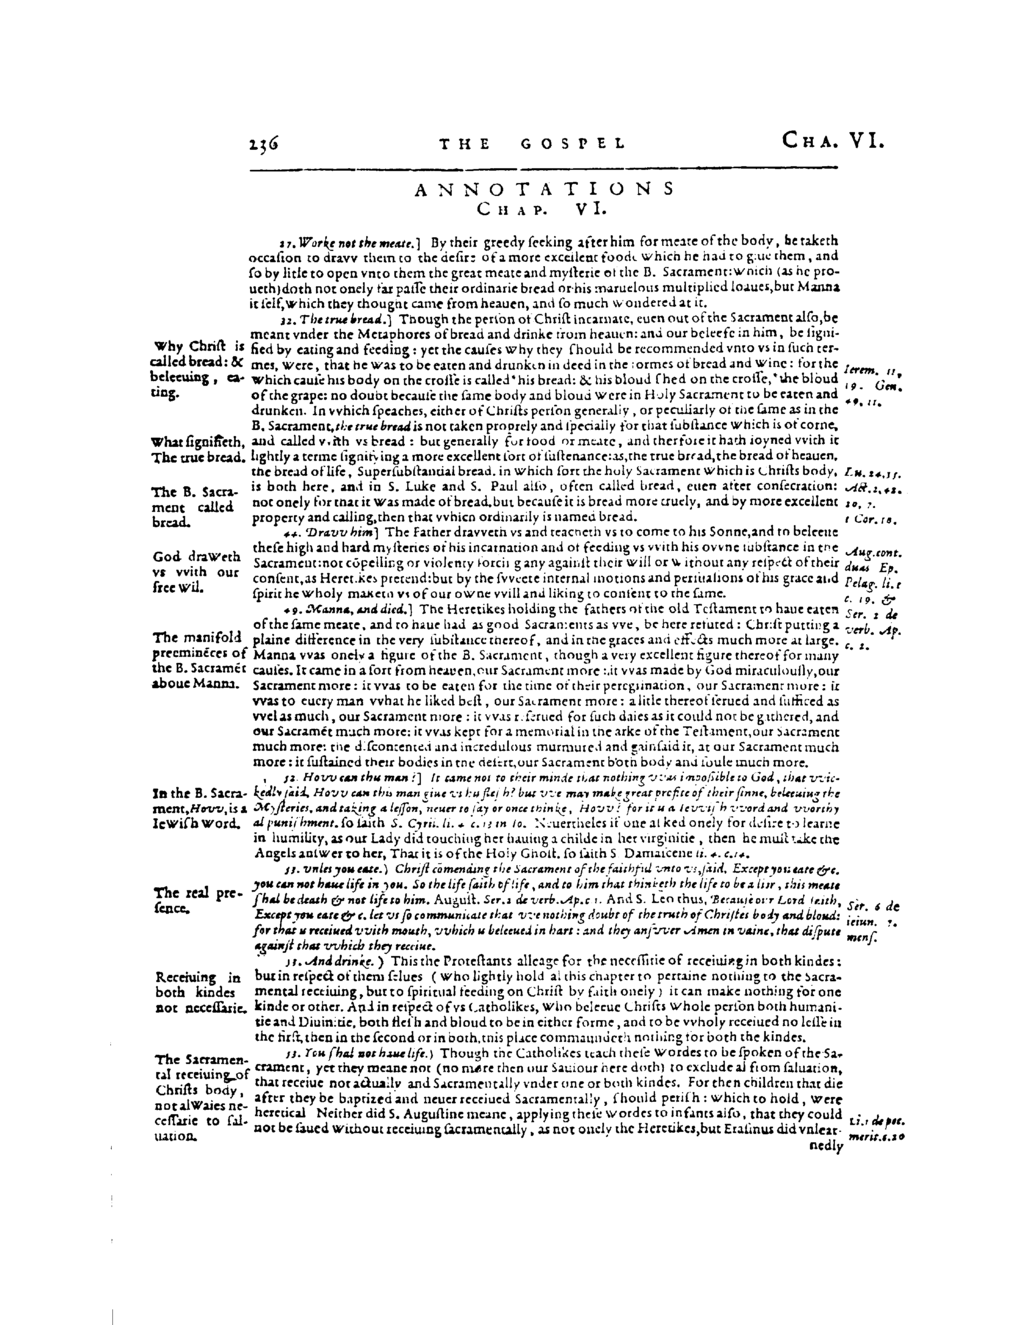 236 THE GOSPEL CHA. VI.
ANNOTATIONS
CHAP. VI.
27. Worke not the meate.] By their greedy ſeeking after him for meate of the body, he taketh
occaſion to dravv them to the deſire of a more excellent foode which he had to giue them, and
ſo by litle to open vnto them the great meate and myſterie of the B. Sacrament: which (as he pro-
ueth) doth not onely far paſſe their ordinarie bread or his maruelous multiplied loaues, but Manna
it ſelf, which they thought came from heauen, and ſo much wondered at it.
32. The true bread.] Though the perſon of Chriſt incarnate, euen out of the Sacrament alſo, be
meant vnder the Metaphores of bread and drinke from heauen: and our beleefe in him, be ſigni-
Why Chriſt is
called bread: &
beleeuing, ea-
ting.
fied by eating and feeding: yet the cauſes why they ſhould be recommended vnto vs in ſuch ter-
mes, were, that he was to be eaten and drunken in deed in the formes of bread and wine: for the
which cauſe his body on the croſſe is called * his bread: & his bloud ſhed on the croſſe, * the bloud
Ierem. 11,
19. Gen.
49, 11.
of the grape: no doubt becauſe the ſame body and bloud were in Holy Sacrament to be eaten and
drunken. In vvhich ſpeaches, either of Chriſts perſon generally, or peculiarly of the ſame as in the
B. Sacrament, the true bread is not taken properly and ſpecially for that ſubſtance which is of corne,
What ſignifieth,
The true bread.
and called vvith vs bread: but generally for food or meate, and therfore it hath ioyned vvith it
lightly a terme ſignifying a more excellent ſort of ſuſtenance: as, the true bread, the bread of heauen,
the bread of life, Superſubſtantial bread. in which ſort the holy Sacrament which is Chriſts body,
The B. Sacra-
ment called
bread.
is both here, and in S. Luke and S. Paul alſo, often called bread, euen after conſecration:
not onely for that it was made of bread, but becauſe it is bread more truely, and by more excellent
property and calling, then that vvhich ordinarily is named bread.
Lu. 24, 35.
Act. 2, 42.
20, 7.
1 Cor. 10.
44. Dravv him] The Father dravveth vs and teacheth vs to come to his Sonne, and to beleeue
God draweth
vs vvith our
free wil.
theſe high and hard myſteries of his incarnation and of feeding vs vvith his ovvne ſubſtance in the
Sacrament: not cōpelling or violently forcing any againſt their will or without any reſpect of their
conſent, as Heretikes pretend: but by the ſvveete internal motions and perſuaſions of his grace and
ſpirit he wholy maketh vs of our owne vvill and liking to conſent to the ſame.
Aug. cont.
duas Ep.
Pelag. li. 1
c. 19. &
Ser. 2 de
verb. Ap.
c. 2.
49. Manna, and died.] The Heretikes holding the fathers of the old Teſtament to haue eaten
of the ſame meate, and to haue had as good Sacraments as vve, be here refuted: Chriſt putting a
The manifold
preeminēces of
the B. Sacramēt
aboue Manna.
plaine difference in the very ſubſtance thereof, and in the graces and effects much more at large.
Manna vvas onely a figure of the B. Sacrament, though a very excellent figure thereof for many
cauſes. It came in a ſort from heauen, our Sacrament more: it vvas made by God miraculouſly, our
Sacrament more: it vvas to be eaten for the time of their peregrination, our Sacrament more: it
vvas to euery man vvhat he liked beſt, our Sacrament more: a litle thereof ſerued and ſufficed as
vvel as much, our Sacrament more: it vvas reſerued for ſuch daies as it could not be gathered, and
our Sacramēt much more: it vvas kept for a memorial in the arke of the Teſtament, our Sacrament
much more: the diſcontented and incredulous murmured and gainſaid it, at our Sacrament much
more: it ſuſtained their bodies in the deſert, our Sacrament both body and ſoule much more.
52. Hovv can this man?] It came not to their minde that nothing vvas impoſſible to God, that vvic-
In the B. Sacra-
ment, Hovv, is a
Iewiſh word.
kedly ſaid, Hovv can this man giue vs his fleſh? but vve may make great profite of their ſinne, beleeuing the
Myſteries, and taking a leſſon, neuer to ſay or once thinke, Hovv? for it is a Ievviſh vvord and vvorthy
al puniſhment. ſo ſaith S. Cyril. li. 4 c. 13 in Io. Neuertheles if one aſked onely for deſire to learne
in humility, as our Lady did touching her hauing a childe in her virginitie, then he muſt take the
Angels anſwer to her, That it is of the Holy Ghoſt. ſo ſaith S. Damaſcene li. 4. c. 14.
53. Vnles you eate.) Chriſt cōmending the Sacrament of the faithful vnto vs, ſaid, Except you eate &c.
The real pre-
ſence.
you can not haue life in you. So the life ſaith of life, and to him that thinketh the life to be a lier, this meate
ſhal be death & not life to him. Auguſt. Ser. 2 de verb. Ap. c. 1. And S. Leo thus, Becauſe our Lord ſaith,
Except you eate &c. let vs ſo communicate that vve nothing doubt of the truth of Chriſtes body and bloud:
for that is receiued vvith mouth, vvhich is beleeued in hart: and they anſvver Amen in vaine, that diſpute
againſt that vvhich they receiue.
Ser. 6 de
ieiun. 7.
menſ.
53. And drinke.) This the Proteſtants alleage for the neceſſitie of receiuing in both kindes:
Receiuing in
both kindes
not neceſſarie.
but in reſpect of them ſelues (who lightly hold al this chapter to pertaine nothing to the Sacra-
mental receiuing, but to ſpiritual feeding on Chriſt by faith onely) it can make nothing for one
kinde or other. And in reſpect of vs Catholikes, who beleeue Chriſts whole perſon both humani-
tie and Diuinitie, both fleſh and bloud to be in either forme, and to be vvholy receiued no leſſe in
the firſt, then in the ſecond or in both, this place commaundeth nothing for both the kindes.
53. You ſhal not haue life.) Though the Catholikes teach theſe wordes to be ſpoken of the Sa-
The Sacramen-
tal receiuing of
Chriſts body,
not alwaies ne-
ceſſarie to ſal-
uation.
crament, yet they meane not (no more then our Sauiour here doth) to exclude al from ſaluation,
that receiue not actually and Sacramentally vnder one or both kindes. For then children that die
after they be baptized and neuer receiued Sacramentally, ſhould periſh: which to hold, were
heretical. Neither did S. Auguſtine meane, applying theſe wordes to infants alſo, that they could
not be ſaued without receiuing ſacramentally, as not onely the Heretikes, but Eraſmus did vnlear-
Li. 1 de pec.
merit. c. 20
nedly